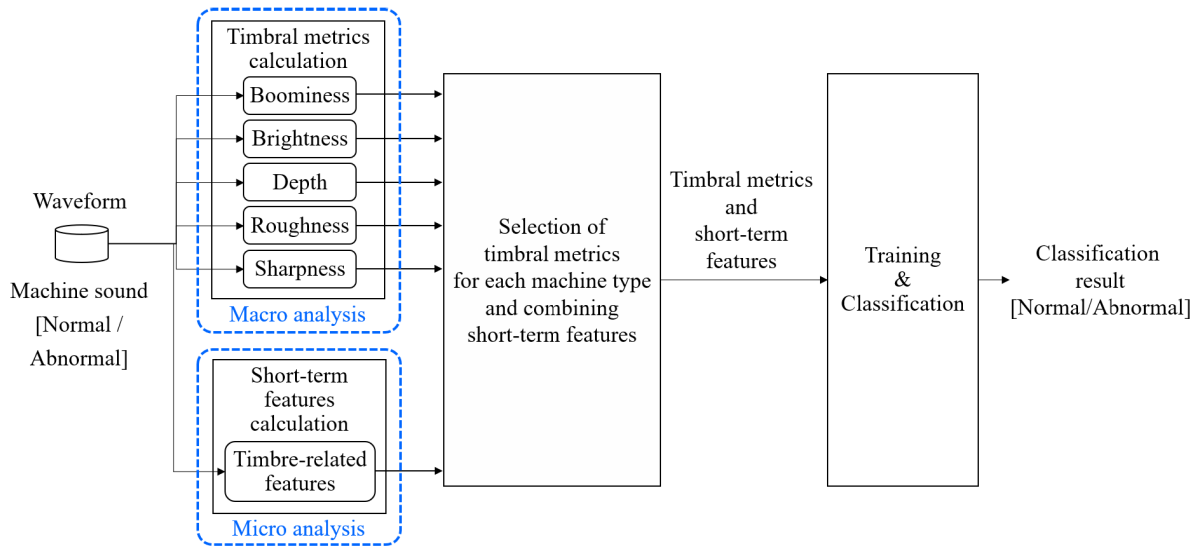 Waveform
Machine sound
[Normal /
Abnormal]
Timbral metrics
calculation
Boominess
Brightness
Depth
Roughness
Sharpness
Macro analysis
Short-term
features
calculation
Timbre-related
features
Micro analysis
Selection of
timbral metrics
for each machine type
and combining
short-term features
Timbral metrics
and
short-term
features
Training
&
Classification
Classification
result
[Normal/Abnormal]